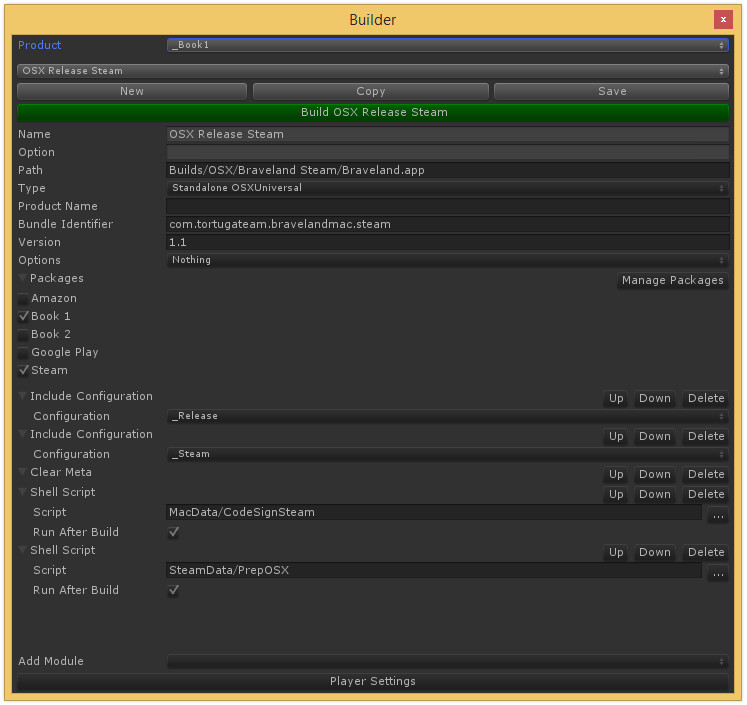 Builder
x
Product _Book1
OSX Release Steam
New Copy Save
Build OSX Release Steam
Name OSX Release Steam
Option
Path Builds/OSX/Braveland Steam/Braveland.app
Type Standalone OSXUniversal
Product Name
Bundle Identifier com.tortugateam.bravelandmac.steam
Version 1.1
Options Nothing
Packages Manage Packages
Amazon
Book 1
Book 2
Google Play
Steam
Include Configuration Up Down Delete
Configuration _Release
Include Configuration Up Down Delete
Configuration _Steam
Clear Meta Up Down Delete
Shell Script Up Down Delete
Script MacData/CodeSignSteam ...
Run After Build
Shell Script Up Down Delete
Script SteamData/PrepOSX ...
Run After Build
Add Module
Player Settings